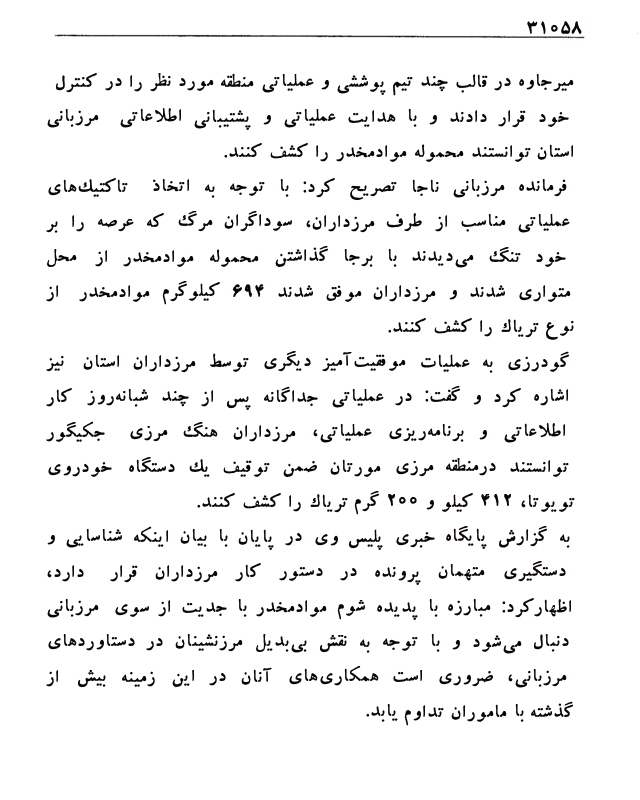 ۳۱۰۵۸
میرجاوه در قالب چند تیم پوششی و عملیاتی منطقه مورد نظر را در کنترل
خود قرار دادند و با هدایت عملیاتی و پشتیبانی اطلاعاتی مرزبانی
استان توانستند محموله موادمخدر را کشف کنند.
فرمانده مرزبانی ناجا تصریح کرد: با توجه به اتخاذ تاکتیك‌های
عملیاتی مناسب از طرف مرزداران، سوداگران مرگ که عرصه را بر
خود تنگ می‌دیدند با برجا گذاشتن محموله موادمخدر از محل
متواری شدند و مرزداران موفق شدند ۶۹۴ کیلوگرم موادمخدر از
نوع تریاك را کشف کنند.
گودرزی به عملیات موفقیت‌آمیز دیگری توسط مرزداران استان نیز
اشاره کرد و گفت: در عملیاتی جداگانه پس از چند شبانه‌روز کار
اطلاعاتی و برنامه‌ریزی عملیاتی، مرزداران هنگ مرزی جکیگور
توانستند درمنطقه مرزی مورتان ضمن توقیف یك دستگاه خودروی
تویوتا، ۴۱۲ کیلو و ۲۰۰ گرم تریاك را کشف کنند.
به گزارش پایگاه خبری پلیس وی در پایان با بیان اینکه شناسایی و
دستگیری متهمان پرونده در دستور کار مرزداران قرار دارد،
اظهارکرد: مبارزه با پدیده شوم موادمخدر با جدیت از سوی مرزبانی
دنبال می‌شود و با توجه به نقش بی‌بدیل مرزنشینان در دستاوردهای
مرزبانی، ضروری است همکاری‌های آنان در این زمینه بیش از
گذشته با ماموران تداوم یابد.